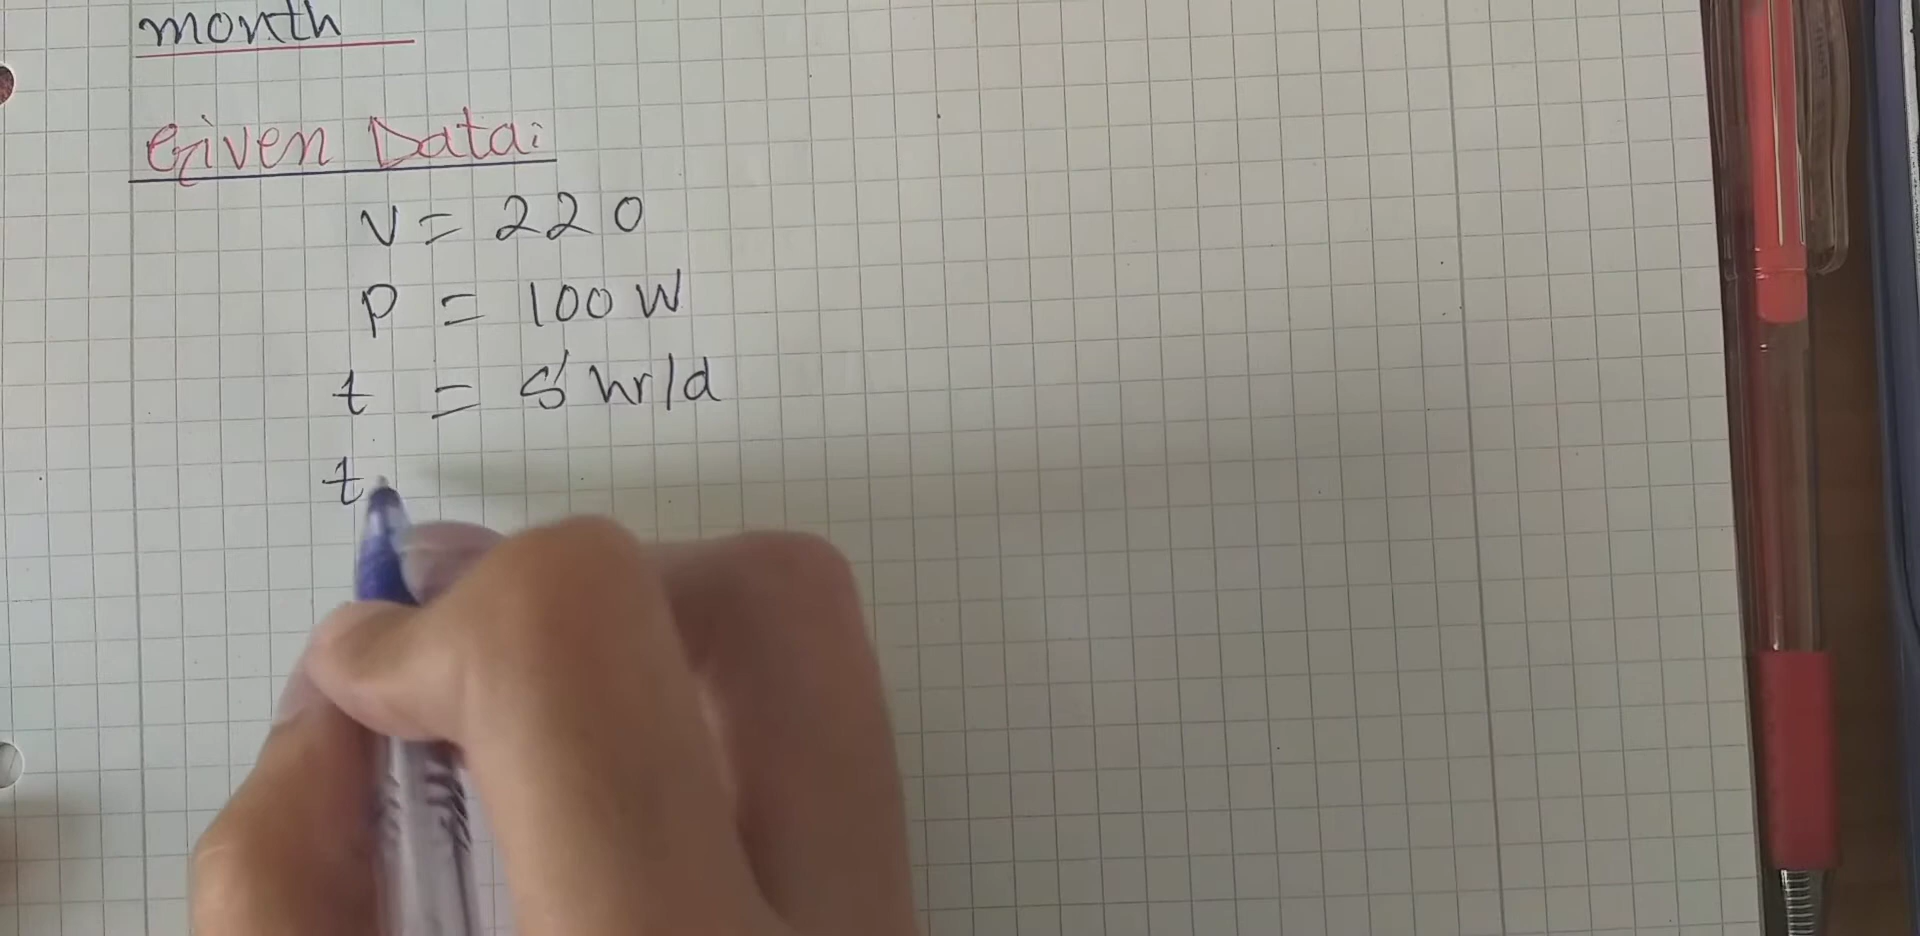 month
Given Data:
V = 220
P = 100 W
t = 5 hr/d
t